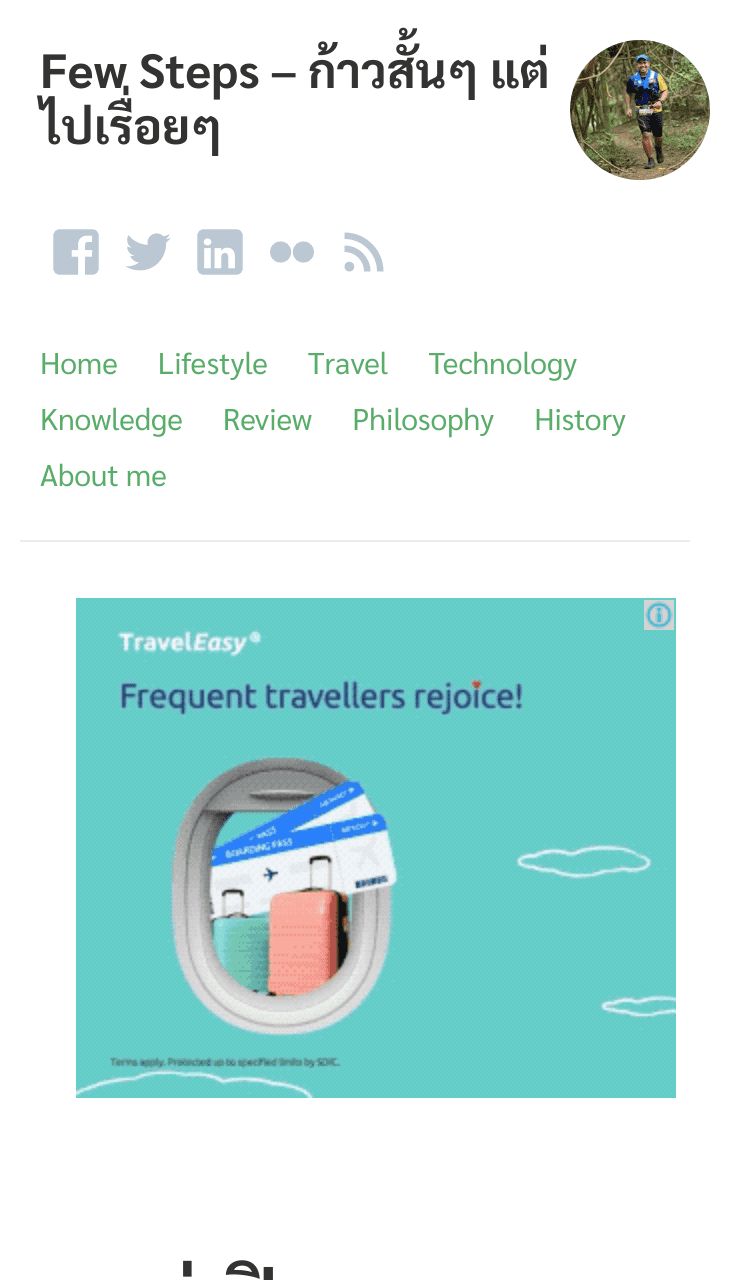 Few Steps – ก้าวสั้นๆ แต่
ไปเรื่อยๆ
Home Lifestyle Travel Technology
Knowledge Review Philosophy History
About me
TravelEasy®
Frequent travellers rejoice!
PASS
BOARDING PASS
Terms apply. Protected up to specified limits by SDIC.